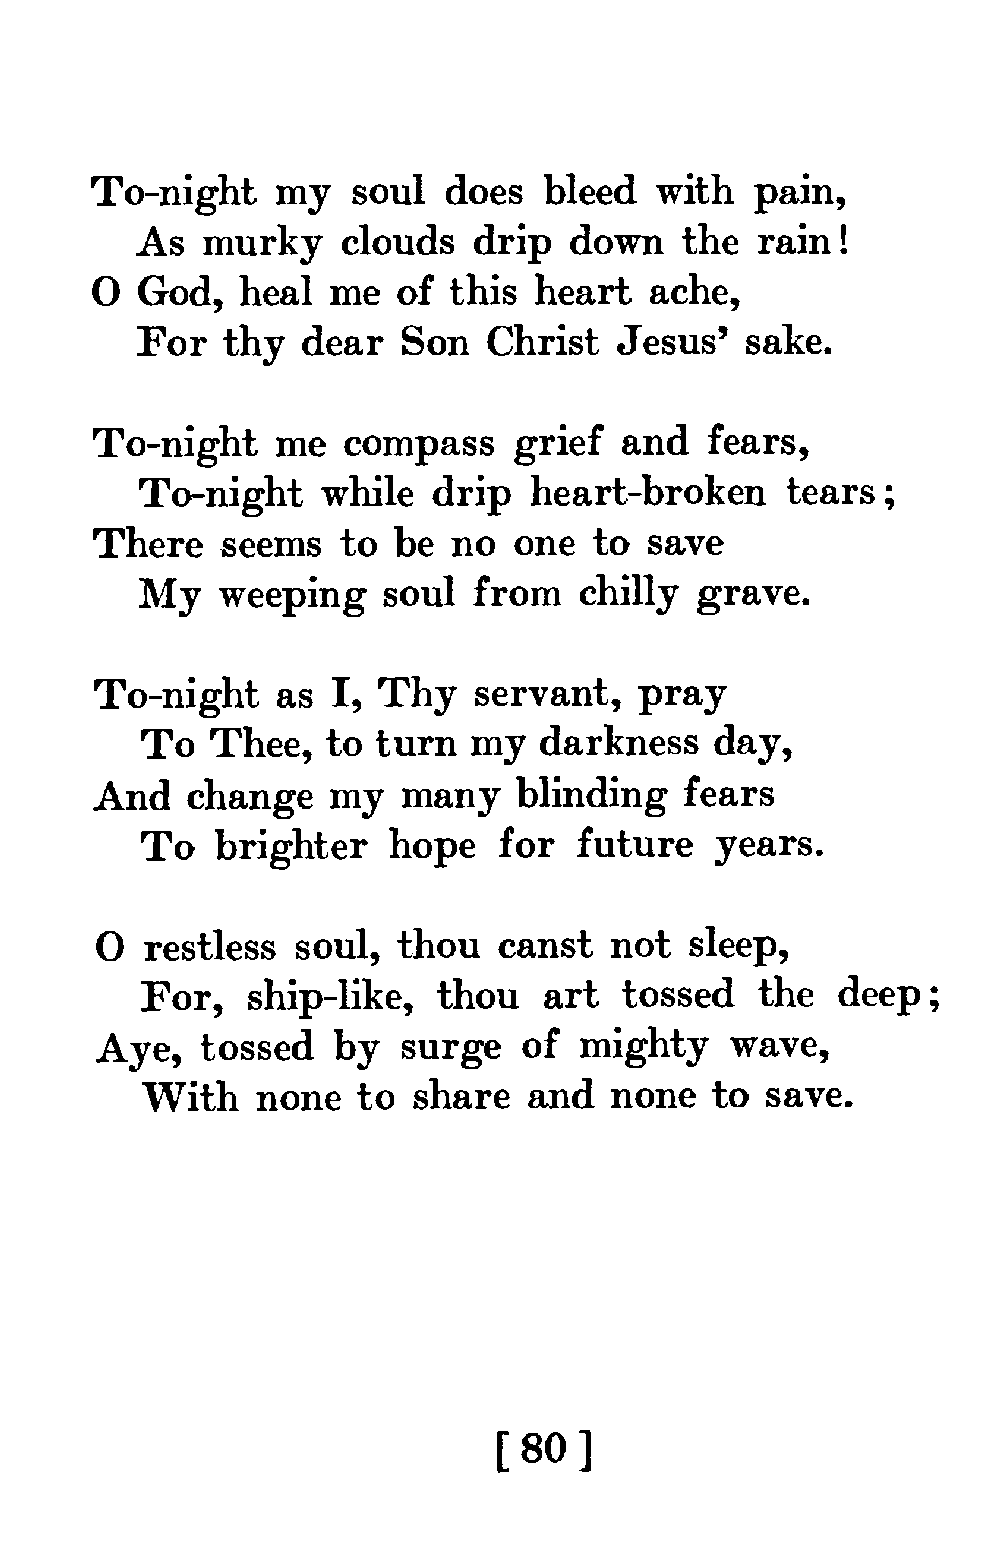 To-night my soul does bleed with pain,
As murky clouds drip down the rain!
O God, heal me of this heart ache,
For thy dear Son Christ Jesus' sake.

To-night me compass grief and fears,
To-night while drip heart-broken tears;
There seems to be no one to save
My weeping soul from chilly grave.

To-night as I, Thy servant, pray
To Thee, to turn my darkness day,
And change my many blinding fears
To brighter hope for future years.

O restless soul, thou canst not sleep,
For, ship-like, thou art tossed the deep;
Aye, tossed by surge of mighty wave,
With none to share and none to save.

[ 80 ]